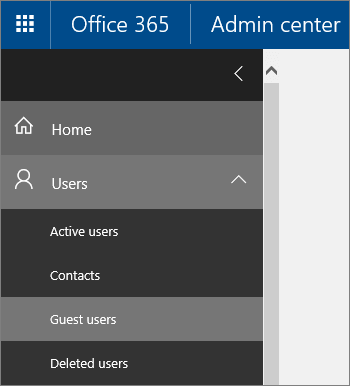 Office 365 Admin center
Home
Users
Active users
Contacts
Guest users
Deleted users